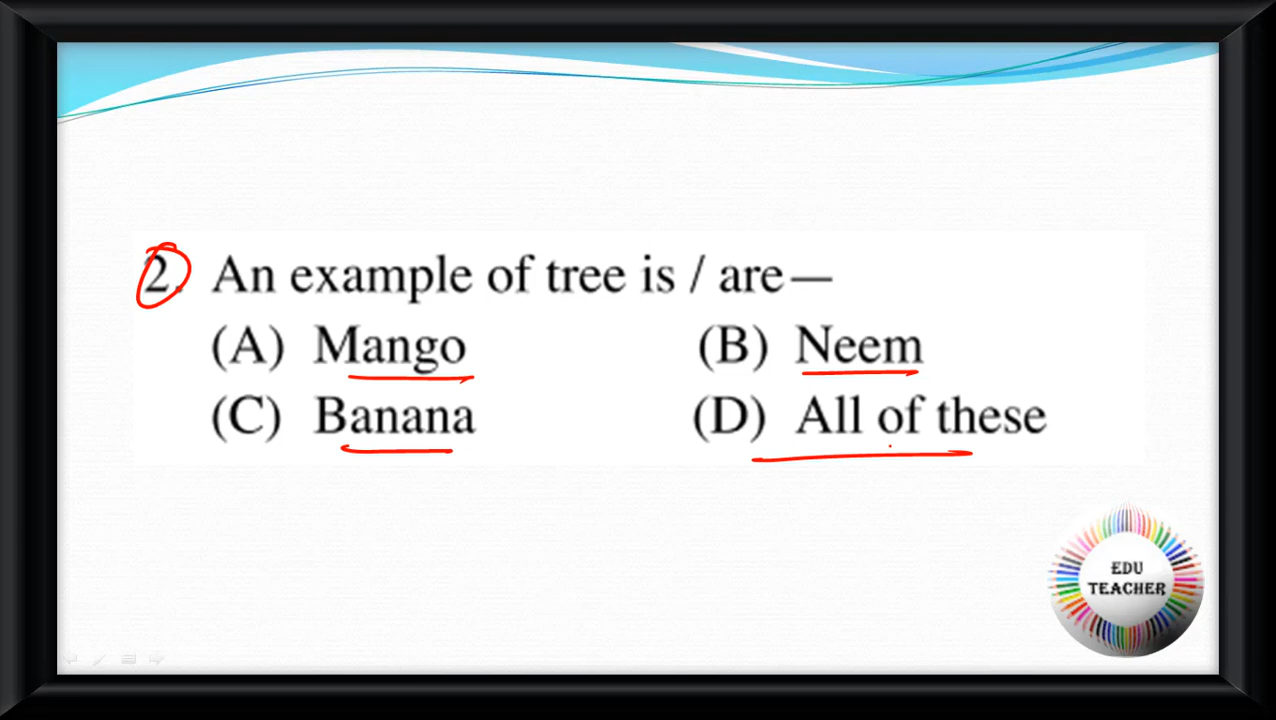 2. An example of tree is / are—
(A) Mango (B) Neem
(C) Banana (D) All of these
EDU
TEACHER